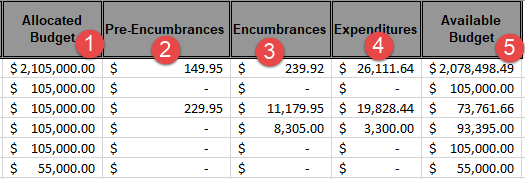 Allocated Budget 1 Pre-Encumbrances 2 Encumbrances 3 Expenditures 4 Available Budget 5
$ 2,105,000.00 $ 149.95 $ 239.92 $ 26,111.64 $ 2,078,498.49
$ 105,000.00 $ - $ - $ - $ 105,000.00
$ 105,000.00 $ 229.95 $ 11,179.95 $ 19,828.44 $ 73,761.66
$ 105,000.00 $ - $ 8,305.00 $ 3,300.00 $ 93,395.00
$ 105,000.00 $ - $ - $ - $ 105,000.00
$ 55,000.00 $ - $ - $ - $ 55,000.00